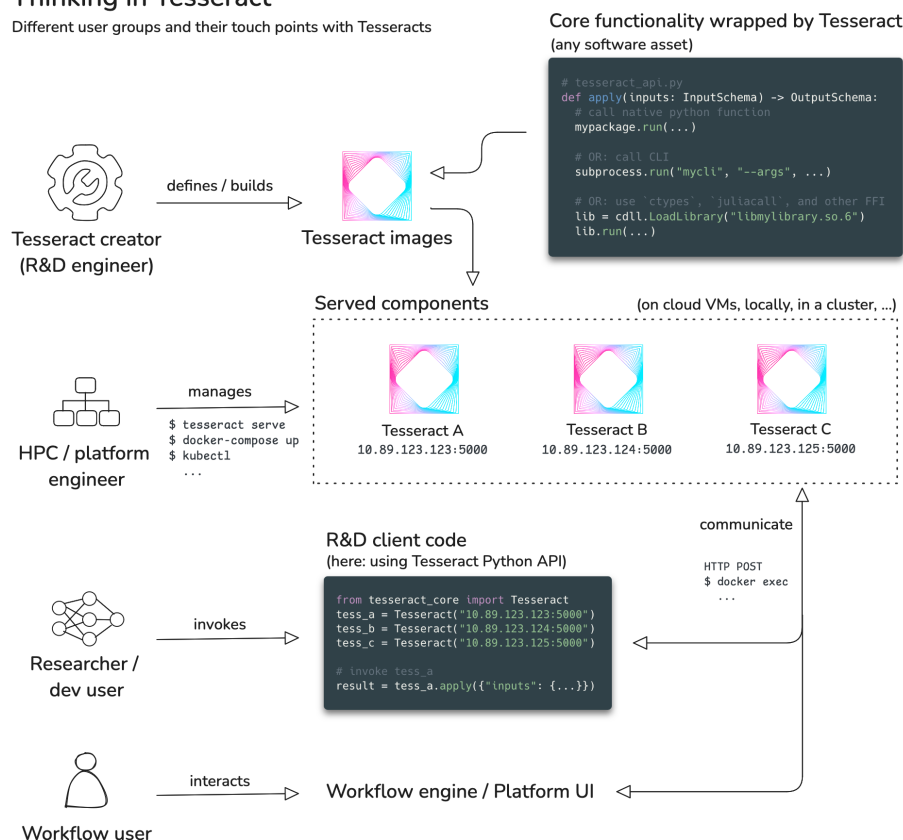 Thinking in Tesseract
Different user groups and their touch points with Tesseracts
Core functionality wrapped by Tesseract
(any software asset)
# tesseract_api.py
def apply(inputs: InputSchema) -> OutputSchema:
# call native python function
mypackage.run(...)
# OR: call CLI
subprocess.run("mycli", "--args", ...)
# OR: use `ctypes`, `juliacall`, and other FFI
lib = cdll.LoadLibrary("libmylibrary.so.6")
lib.run(...)
defines / builds
Tesseract creator
(R&D engineer)
Tesseract images
Served components
(on cloud VMs, locally, in a cluster, ...)
Tesseract A
10.89.123.123:5000
Tesseract B
10.89.123.124:5000
Tesseract C
10.89.123.125:5000
manages
$ tesseract serve
$ docker-compose up
$ kubectl
...
HPC / platform
engineer
communicate
HTTP POST
$ docker exec
...
R&D client code
(here: using Tesseract Python API)
from tesseract_core import Tesseract
tess_a = Tesseract("10.89.123.123:5000")
tess_b = Tesseract("10.89.123.124:5000")
tess_c = Tesseract("10.89.123.125:5000")
# invoke tess_a
result = tess_a.apply({"inputs": {...}})
invokes
Researcher /
dev user
interacts
Workflow engine / Platform UI
Workflow user